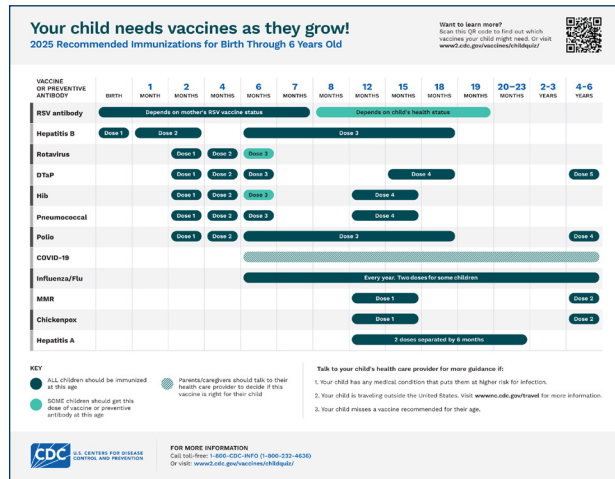 Your child needs vaccines as they grow!
2025 Recommended Immunizations for Birth Through 6 Years Old
Want to learn more?
Scan this QR code to find out which
vaccines your child might need. Or visit
www2.cdc.gov/vaccines/childquiz/
VACCINE
OR PREVENTIVE
ANTIBODY
BIRTH
1 MONTH
2 MONTHS
4 MONTHS
6 MONTHS
7 MONTHS
8 MONTHS
12 MONTHS
15 MONTHS
18 MONTHS
19 MONTHS
20–23 MONTHS
2–3 YEARS
4–6 YEARS
RSV antibody Depends on mother's RSV vaccine status Depends on child's health status
Hepatitis B Dose 1 Dose 2 Dose 3
Rotavirus Dose 1 Dose 2 Dose 3
DTaP Dose 1 Dose 2 Dose 3 Dose 4 Dose 5
Hib Dose 1 Dose 2 Dose 3 Dose 4
Pneumococcal Dose 1 Dose 2 Dose 3 Dose 4
Polio Dose 1 Dose 2 Dose 3 Dose 4
COVID-19
Influenza/Flu Every year. Two doses for some children
MMR Dose 1 Dose 2
Chickenpox Dose 1 Dose 2
Hepatitis A 2 doses separated by 6 months
KEY
ALL children should be immunized
at this age
SOME children should get this
dose of vaccine or preventive
antibody at this age
Parents/caregivers should talk to their
health care provider to decide if this
vaccine is right for their child
Talk to your child's health care provider for more guidance if:
1. Your child has any medical condition that puts them at higher risk for infection.
2. Your child is traveling outside the United States. Visit wwwnc.cdc.gov/travel for more information.
3. Your child misses a vaccine recommended for their age.
CDC
U.S. CENTERS FOR DISEASE
CONTROL AND PREVENTION
FOR MORE INFORMATION
Call toll-free: 1-800-CDC-INFO (1-800-232-4636)
Or visit: www2.cdc.gov/vaccines/childquiz/